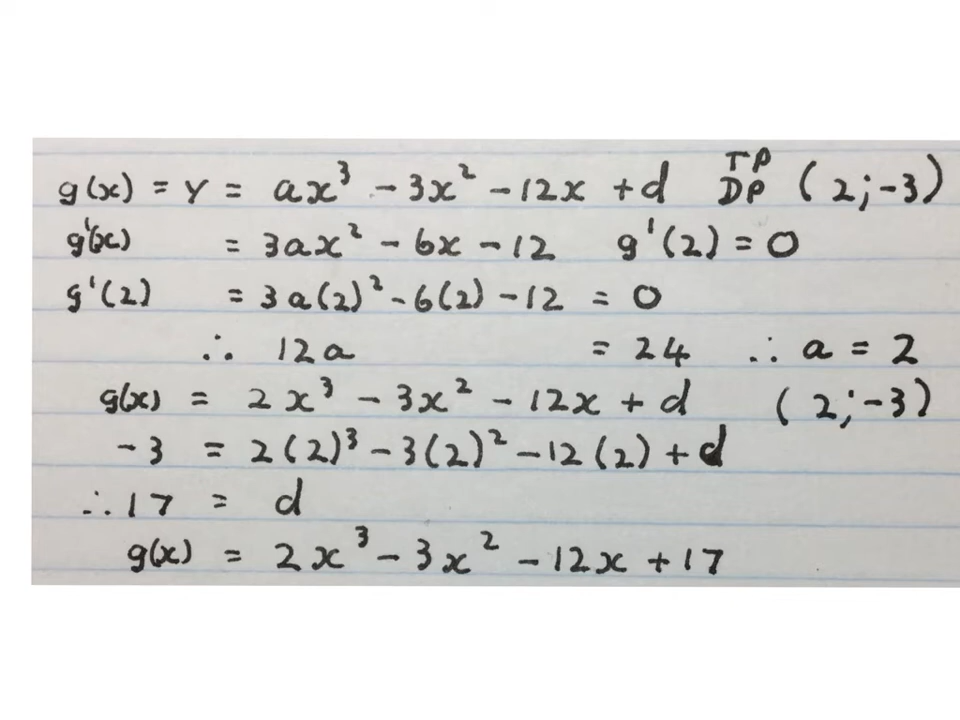 g(x) = y = ax³ - 3x² - 12x + d TP DP (2;-3)
g'(x) = 3ax² - 6x - 12 g'(2) = 0
g'(2) = 3a(2)² - 6(2) - 12 = 0
∴ 12a = 24 ∴ a = 2
g(x) = 2x³ - 3x² - 12x + d (2;-3)
-3 = 2(2)³ - 3(2)² - 12(2) + d
∴ 17 = d
g(x) = 2x³ - 3x² - 12x + 17